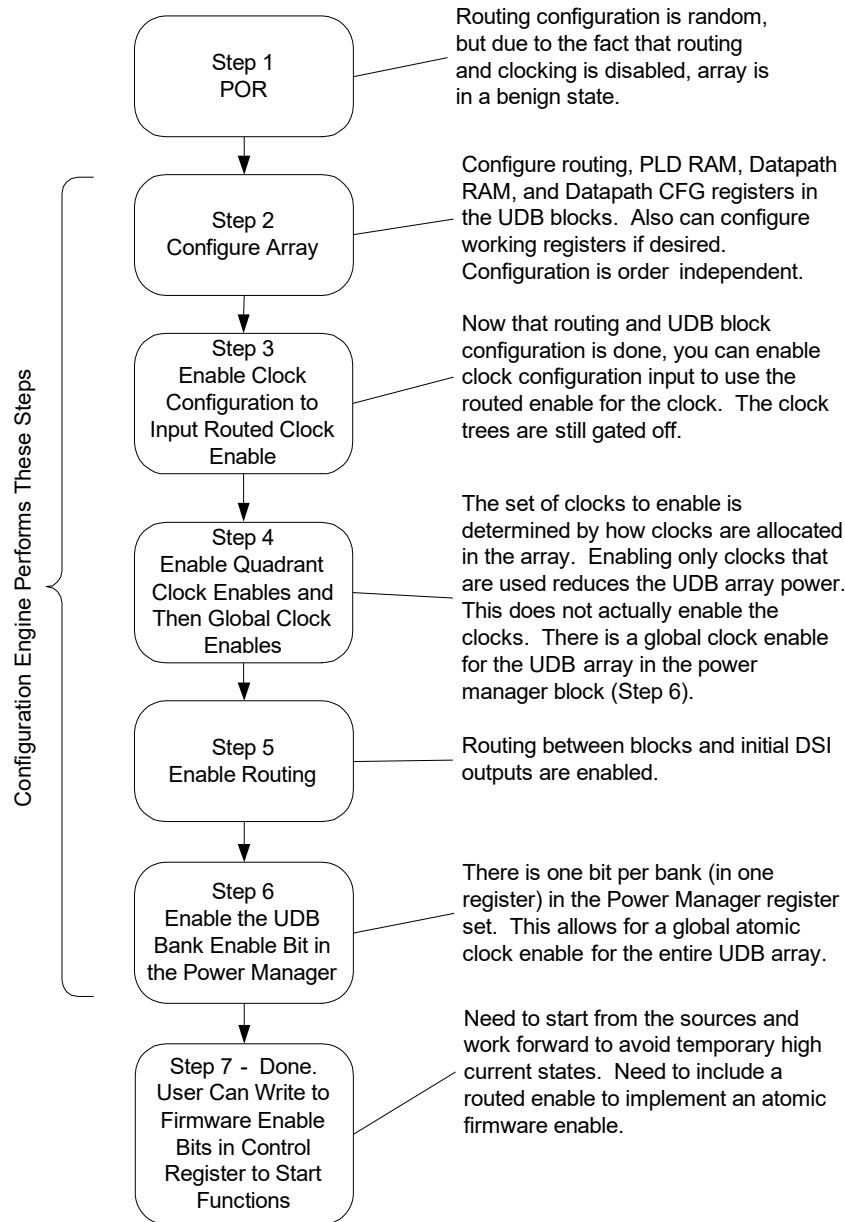 Step 1
POR
Routing configuration is random,
but due to the fact that routing
and clocking is disabled, array is
in a benign state.
Configuration Engine Performs These Steps
Step 2
Configure Array
Configure routing, PLD RAM, Datapath
RAM, and Datapath CFG registers in
the UDB blocks. Also can configure
working registers if desired.
Configuration is order independent.
Step 3
Enable Clock
Configuration to
Input Routed Clock
Enable
Now that routing and UDB block
configuration is done, you can enable
clock configuration input to use the
routed enable for the clock. The clock
trees are still gated off.
Step 4
Enable Quadrant
Clock Enables and
Then Global Clock
Enables
The set of clocks to enable is
determined by how clocks are allocated
in the array. Enabling only clocks that
are used reduces the UDB array power.
This does not actually enable the
clocks. There is a global clock enable
for the UDB array in the power
manager block (Step 6).
Step 5
Enable Routing
Routing between blocks and initial DSI
outputs are enabled.
Step 6
Enable the UDB
Bank Enable Bit in
the Power Manager
There is one bit per bank (in one
register) in the Power Manager register
set. This allows for a global atomic
clock enable for the entire UDB array.
Step 7 - Done.
User Can Write to
Firmware Enable
Bits in Control
Register to Start
Functions
Need to start from the sources and
work forward to avoid temporary high
current states. Need to include a
routed enable to implement an atomic
firmware enable.